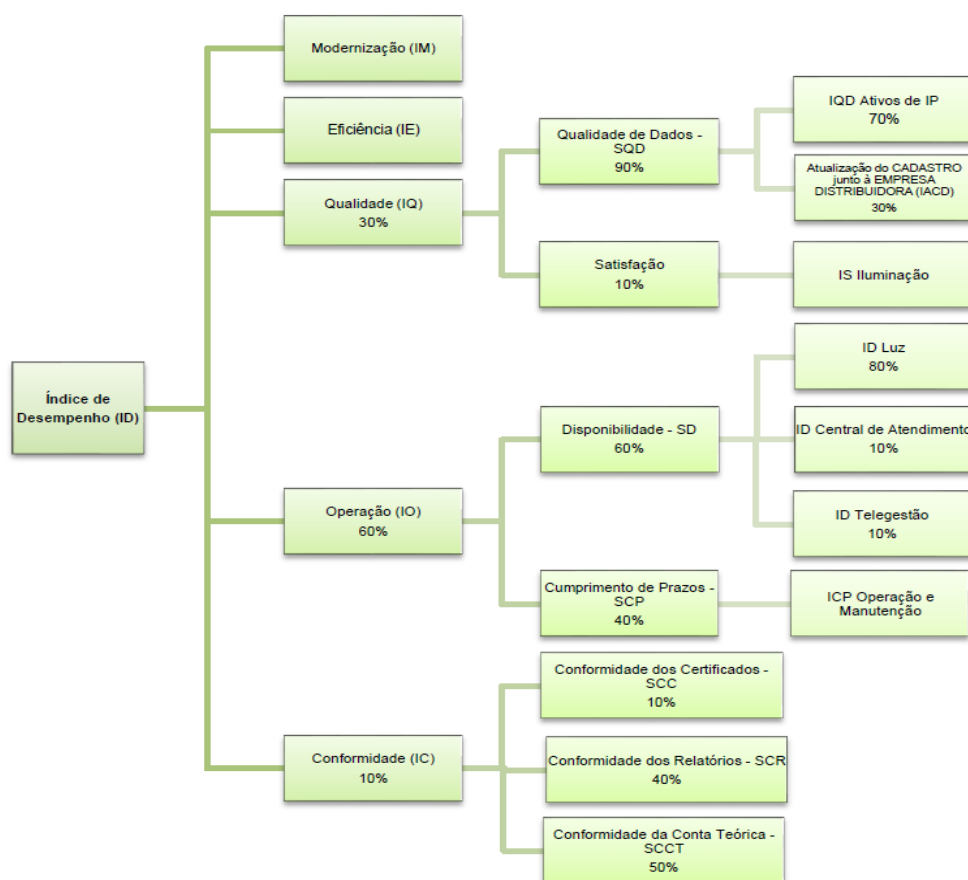 Modernização (IM)
Eficiência (IE)
Qualidade (IQ)
30%
Qualidade de Dados -
SQD
90%
IQD Ativos de IP
70%
Atualização do CADASTRO
junto à EMPRESA
DISTRIBUIDORA (IACD)
30%
Satisfação
10%
IS Iluminação
Índice de
Desempenho (ID)
Operação (IO)
60%
Disponibilidade - SD
60%
ID Luz
80%
ID Central de Atendimento
10%
ID Telegestão
10%
Cumprimento de Prazos -
SCP
40%
ICP Operação e
Manutenção
Conformidade (IC)
10%
Conformidade dos Certificados -
SCC
10%
Conformidade dos Relatórios - SCR
40%
Conformidade da Conta Teórica -
SCCT
50%